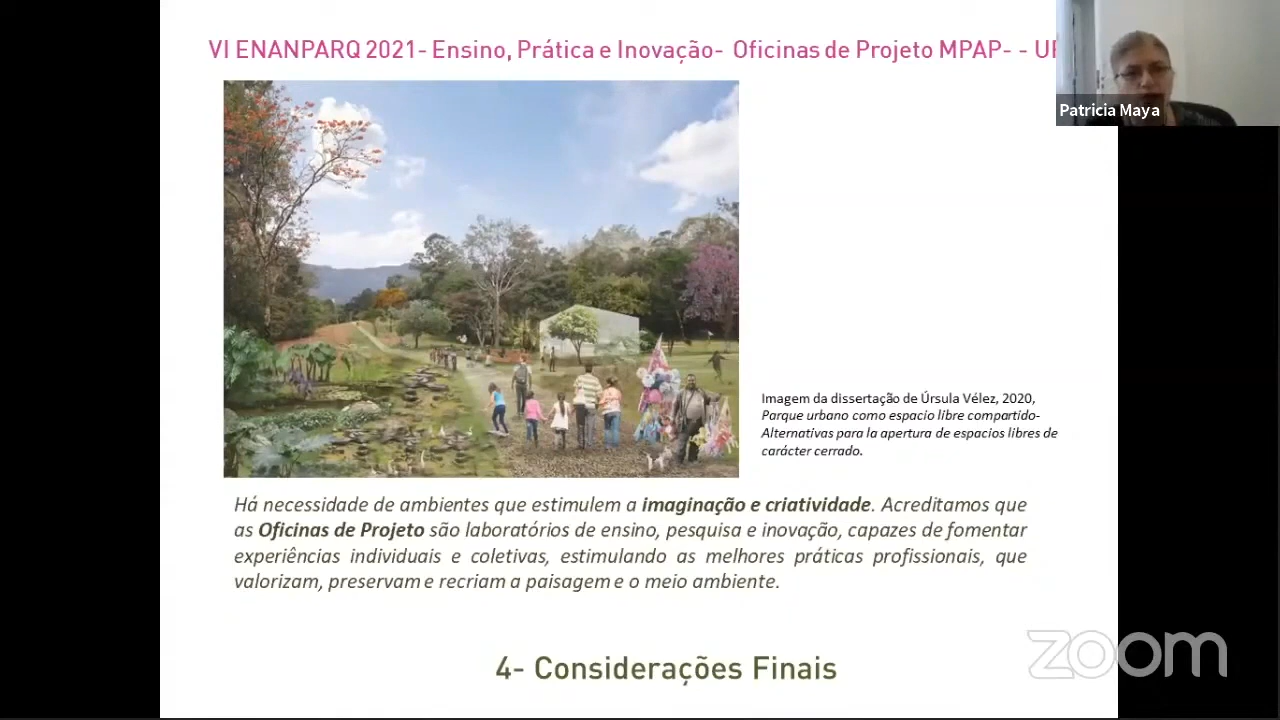 VI ENANPARQ 2021- Ensino, Prática e Inovação- Oficinas de Projeto MPAP- - UF
Patricia Maya
Imagem da dissertação de Úrsula Vélez, 2020,
Parque urbano como espacio libre compartido-
Alternativas para la apertura de espacios libres de
carácter cerrado.
Há necessidade de ambientes que estimulem a imaginação e criatividade. Acreditamos que
as Oficinas de Projeto são laboratórios de ensino, pesquisa e inovação, capazes de fomentar
experiências individuais e coletivas, estimulando as melhores práticas profissionais, que
valorizam, preservam e recriam a paisagem e o meio ambiente.
zoom
4- Considerações Finais